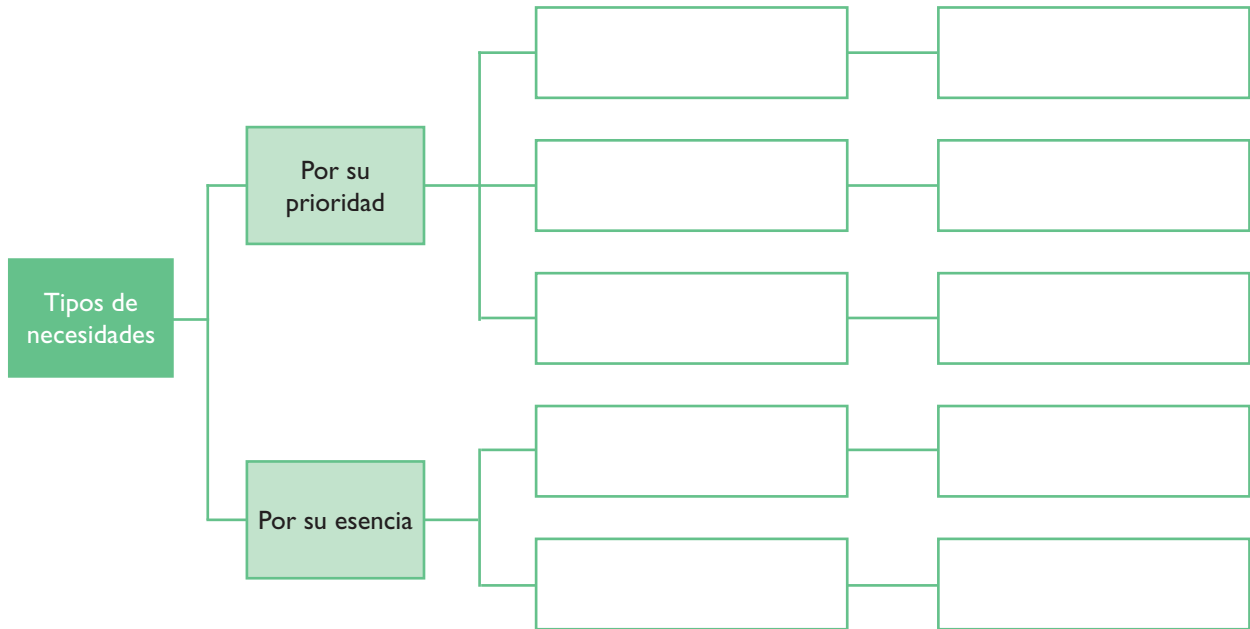 Tipos de
necesidades
Por su
prioridad
Por su esencia